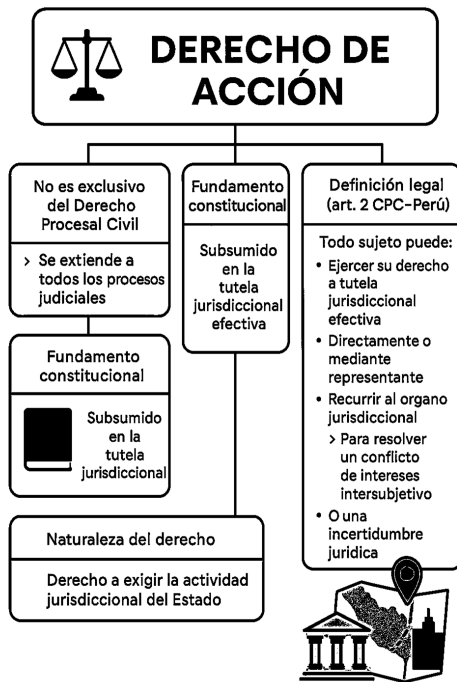 DERECHO DE
ACCIÓN
No es exclusivo
del Derecho
Procesal Civil
> Se extiende a
todos los procesos
judiciales
Fundamento
constitucional
Subsumido
en la
tutela
jurisdiccional
Fundamento
constitucional
Subsumido
en la
tutela
jurisdiccional
efectiva
Naturaleza del derecho
Derecho a exigir la actividad
jurisdiccional del Estado
Definición legal
(art. 2 CPC–Perú)
Todo sujeto puede:
• Ejercer su derecho
a tutela
jurisdiccional
efectiva
• Directamente o
mediante
representante
• Recurrir al organo
jurisdiccional
> Para resolver
un conflicto
de intereses
intersubjetivo
• O una
incertidumbre
juridica